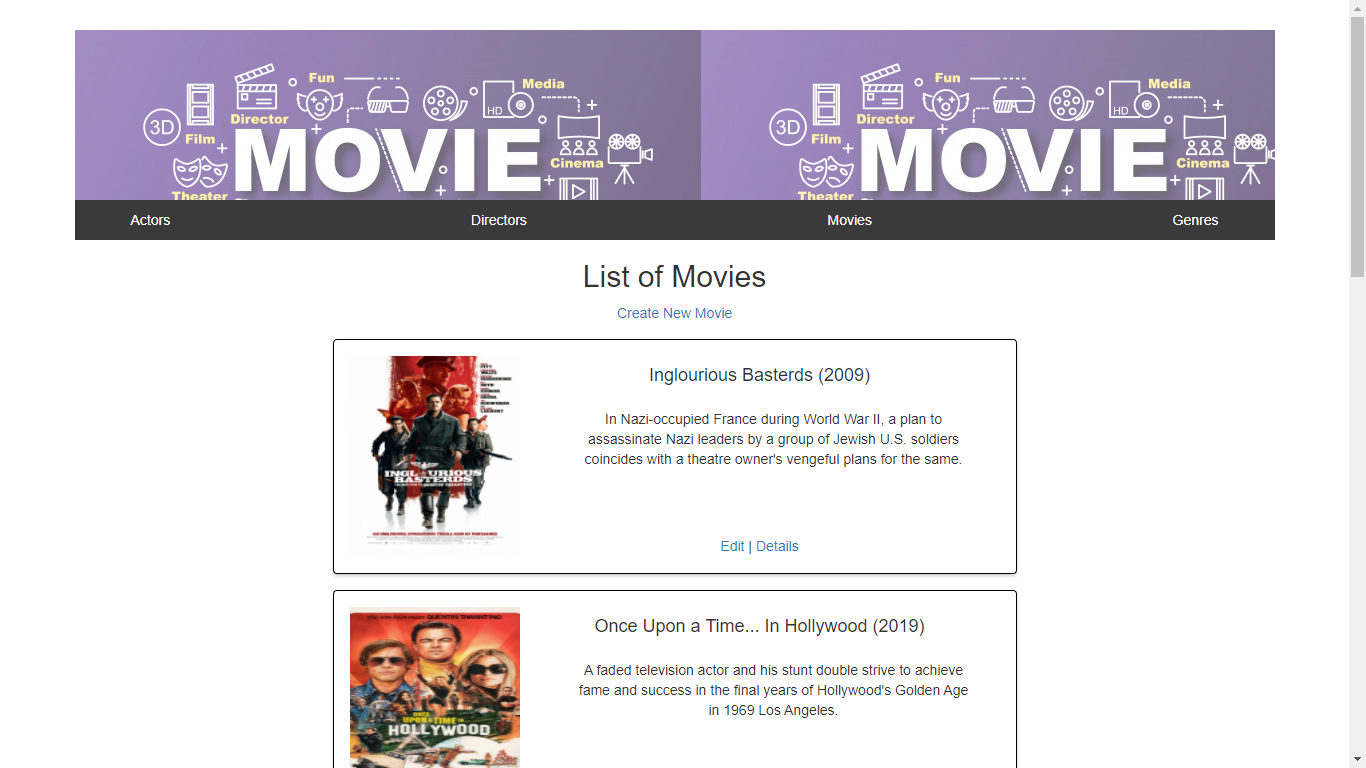 Fun
Media
HD
Director
3D
Film
MOVIE
Cinema
Theater
Fun
Media
HD
Director
3D
Film
MOVIE
Cinema
Theater
Actors Directors Movies Genres
List of Movies
Create New Movie
Inglourious Basterds (2009)
In Nazi-occupied France during World War II, a plan to
assassinate Nazi leaders by a group of Jewish U.S. soldiers
coincides with a theatre owner's vengeful plans for the same.
INGLOURIOUS
BASTERDS
Edit | Details
Once Upon a Time... In Hollywood (2019)
A faded television actor and his stunt double strive to achieve
fame and success in the final years of Hollywood's Golden Age
in 1969 Los Angeles.
QUENTIN TARANTINO
ONCE
UPON A TIME IN
HOLLYWOOD